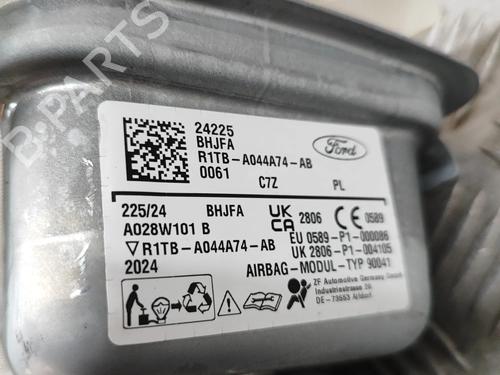 B-PARTS
24225
BHJFA
R1TB-A044A74-AB
0061 C7Z PL
Ford
225/24 BHJFA
A028W101 B
▽R1TB-A044A74-AB
2024
UK CA 2806 CE 0589
EU 0589-P1-000086
UK 2806-P1-004105
AIRBAG-MODUL-TYP 90041
ZF Automotive Germany GmbH
Industriestrasse 20
DE-73553 Alfdorf